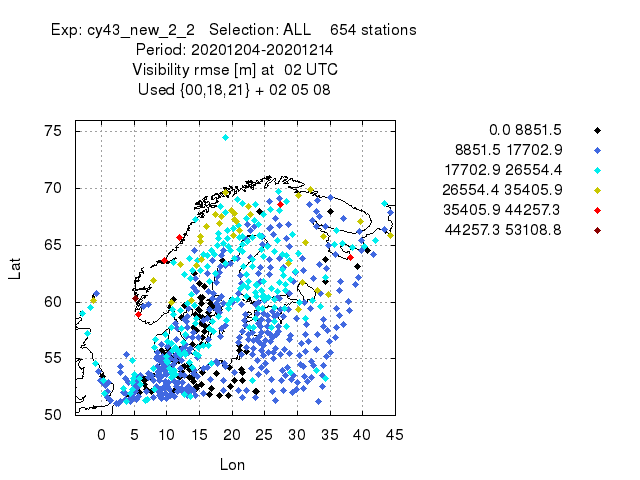 Exp: cy43_new_2_2 Selection: ALL 654 stations
Period: 20201204-20201214
Visibility rmse [m] at 02 UTC
Used {00,18,21} + 02 05 08
0.0 8851.5
8851.5 17702.9
17702.9 26554.4
26554.4 35405.9
35405.9 44257.3
44257.3 53108.8
75
70
65
60
55
50
Lat
0 5 10 15 20 25 30 35 40 45
Lon